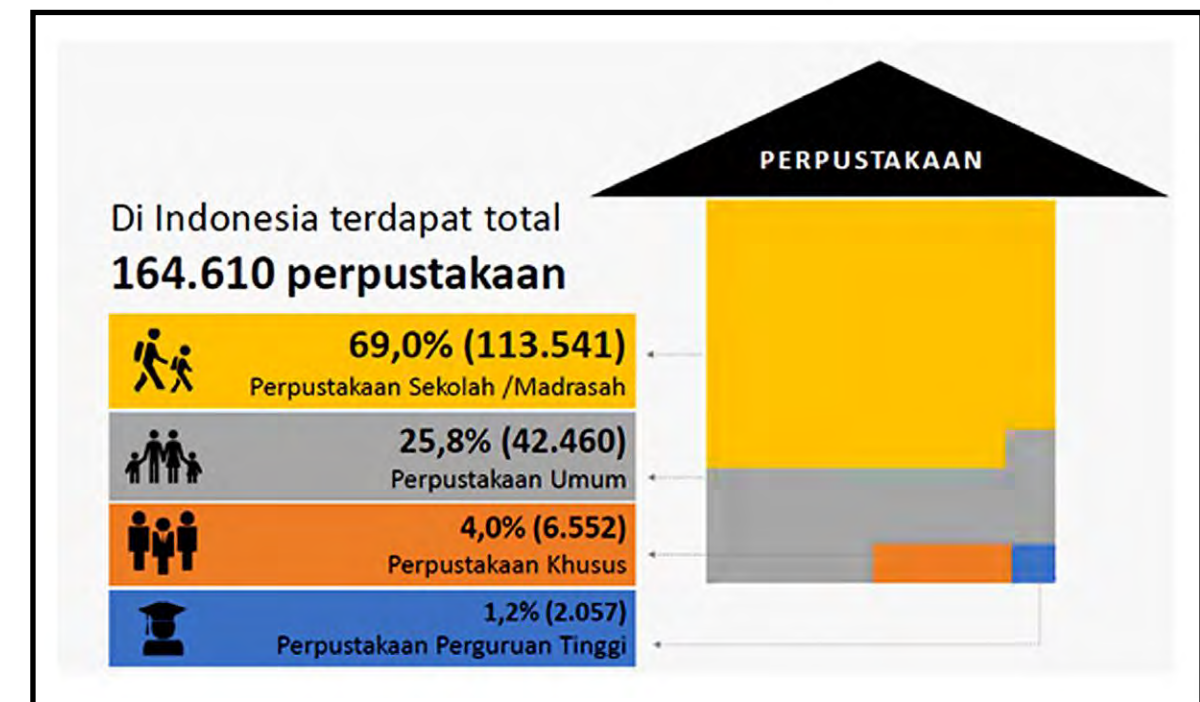 PERPUSTAKAAN
Di Indonesia terdapat total
164.610 perpustakaan
69,0% (113.541)
Perpustakaan Sekolah /Madrasah
25,8% (42.460)
Perpustakaan Umum
4,0% (6.552)
Perpustakaan Khusus
1,2% (2.057)
Perpustakaan Perguruan Tinggi